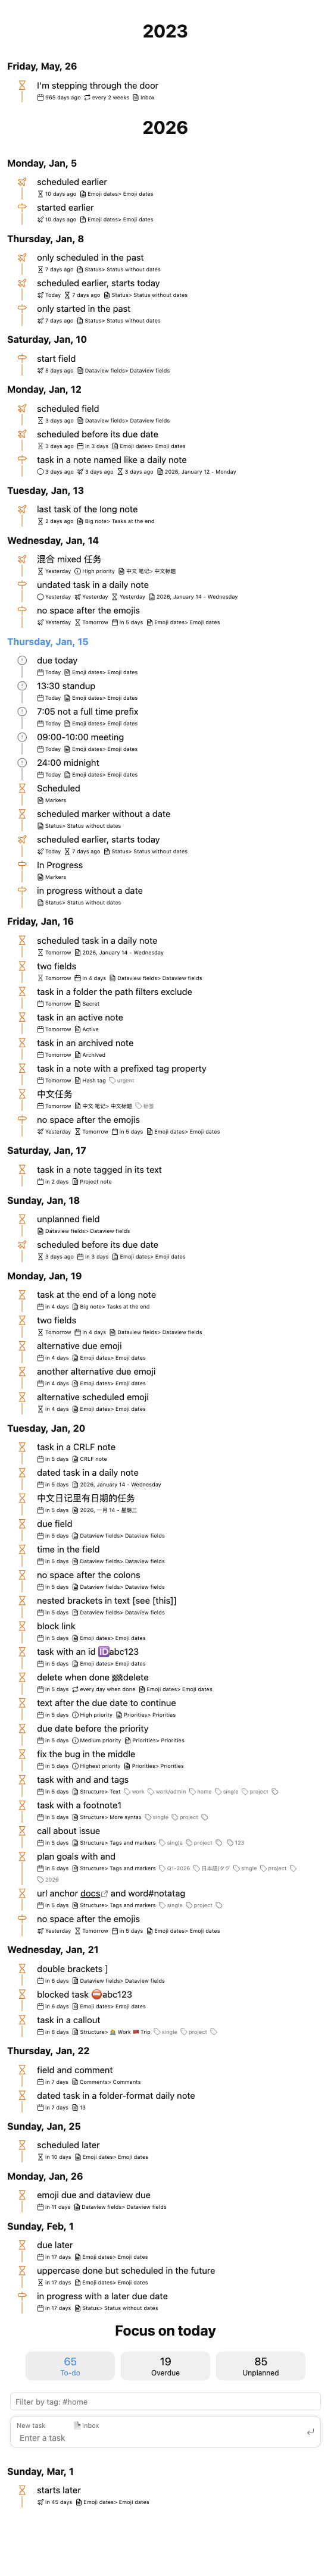 2023
Friday, May, 26
I'm stepping through the door
965 days ago every 2 weeks Inbox
2026
Monday, Jan, 5
scheduled earlier
10 days ago Emoji dates> Emoji dates
started earlier
10 days ago Emoji dates> Emoji dates
Thursday, Jan, 8
only scheduled in the past
7 days ago Status> Status without dates
scheduled earlier, starts today
Today 7 days ago Status> Status without dates
only started in the past
7 days ago Status> Status without dates
Saturday, Jan, 10
start field
5 days ago Dataview fields> Dataview fields
Monday, Jan, 12
scheduled field
3 days ago Dataview fields> Dataview fields
scheduled before its due date
3 days ago in 3 days Emoji dates> Emoji dates
task in a note named like a daily note
3 days ago 3 days ago 3 days ago 2026, January 12 - Monday
Tuesday, Jan, 13
last task of the long note
2 days ago Big note> Tasks at the end
Wednesday, Jan, 14
混合 mixed 任务
Yesterday High priority 中文 笔记> 中文标题
undated task in a daily note
Yesterday Yesterday Yesterday 2026, January 14 - Wednesday
no space after the emojis
Yesterday Tomorrow in 5 days Emoji dates> Emoji dates
Thursday, Jan, 15
due today
Today Emoji dates> Emoji dates
13:30 standup
Today Emoji dates> Emoji dates
7:05 not a full time prefix
Today Emoji dates> Emoji dates
09:00-10:00 meeting
Today Emoji dates> Emoji dates
24:00 midnight
Today Emoji dates> Emoji dates
Scheduled
Markers
scheduled marker without a date
Status> Status without dates
scheduled earlier, starts today
Today 7 days ago Status> Status without dates
In Progress
Markers
in progress without a date
Status> Status without dates
Friday, Jan, 16
scheduled task in a daily note
Tomorrow 2026, January 14 - Wednesday
two fields
Tomorrow in 4 days Dataview fields> Dataview fields
task in a folder the path filters exclude
Tomorrow Secret
task in an active note
Tomorrow Active
task in an archived note
Tomorrow Archived
task in a note with a prefixed tag property
Tomorrow Hash tag urgent
中文任务
Tomorrow 中文 笔记> 中文标题 标签
no space after the emojis
Yesterday Tomorrow in 5 days Emoji dates> Emoji dates
Saturday, Jan, 17
task in a note tagged in its text
in 2 days Project note
Sunday, Jan, 18
unplanned field
Dataview fields> Dataview fields
scheduled before its due date
3 days ago in 3 days Emoji dates> Emoji dates
Monday, Jan, 19
task at the end of a long note
in 4 days Big note> Tasks at the end
two fields
Tomorrow in 4 days Dataview fields> Dataview fields
alternative due emoji
in 4 days Emoji dates> Emoji dates
another alternative due emoji
in 4 days Emoji dates> Emoji dates
alternative scheduled emoji
in 4 days Emoji dates> Emoji dates
Tuesday, Jan, 20
task in a CRLF note
in 5 days CRLF note
dated task in a daily note
in 5 days 2026, January 14 - Wednesday
中文日记里有日期的任务
in 5 days 2026, 一月 14 - 星期三
due field
in 5 days Dataview fields> Dataview fields
time in the field
in 5 days Dataview fields> Dataview fields
no space after the colons
in 5 days Dataview fields> Dataview fields
nested brackets in text [see [this]]
in 5 days Dataview fields> Dataview fields
block link
in 5 days Emoji dates> Emoji dates
task with an id 🆔abc123
in 5 days Emoji dates> Emoji dates
delete when done 🏁delete
in 5 days every day when done Emoji dates> Emoji dates
text after the due date to continue
in 5 days High priority Priorities> Priorities
due date before the priority
in 5 days Medium priority Priorities> Priorities
fix the bug in the middle
in 5 days Highest priority Priorities> Priorities
task with and and tags
in 5 days Structure> Text work work/admin home single project
task with a footnote1
in 5 days Structure> More syntax single project
call about issue
in 5 days Structure> Tags and markers single project 123
plan goals with and
in 5 days Structure> Tags and markers Q1-2026 日本語/タグ single project
2026
url anchor docs and word#notatag
in 5 days Structure> Tags and markers single project
no space after the emojis
Yesterday Tomorrow in 5 days Emoji dates> Emoji dates
Wednesday, Jan, 21
double brackets ]
in 6 days Dataview fields> Dataview fields
blocked task ⛔abc123
in 6 days Emoji dates> Emoji dates
task in a callout
in 6 days Structure> Work Trip single project
Thursday, Jan, 22
field and comment
in 7 days Comments> Comments
dated task in a folder-format daily note
in 7 days 13
Sunday, Jan, 25
scheduled later
in 10 days Emoji dates> Emoji dates
Monday, Jan, 26
emoji due and dataview due
in 11 days Dataview fields> Dataview fields
Sunday, Feb, 1
due later
in 17 days Emoji dates> Emoji dates
uppercase done but scheduled in the future
in 17 days Emoji dates> Emoji dates
in progress with a later due date
in 17 days Status> Status without dates
Focus on today
65 19 85
To-do Overdue Unplanned
Filter by tag: #home
New task Inbox
Enter a task
Sunday, Mar, 1
starts later
in 45 days Emoji dates> Emoji dates